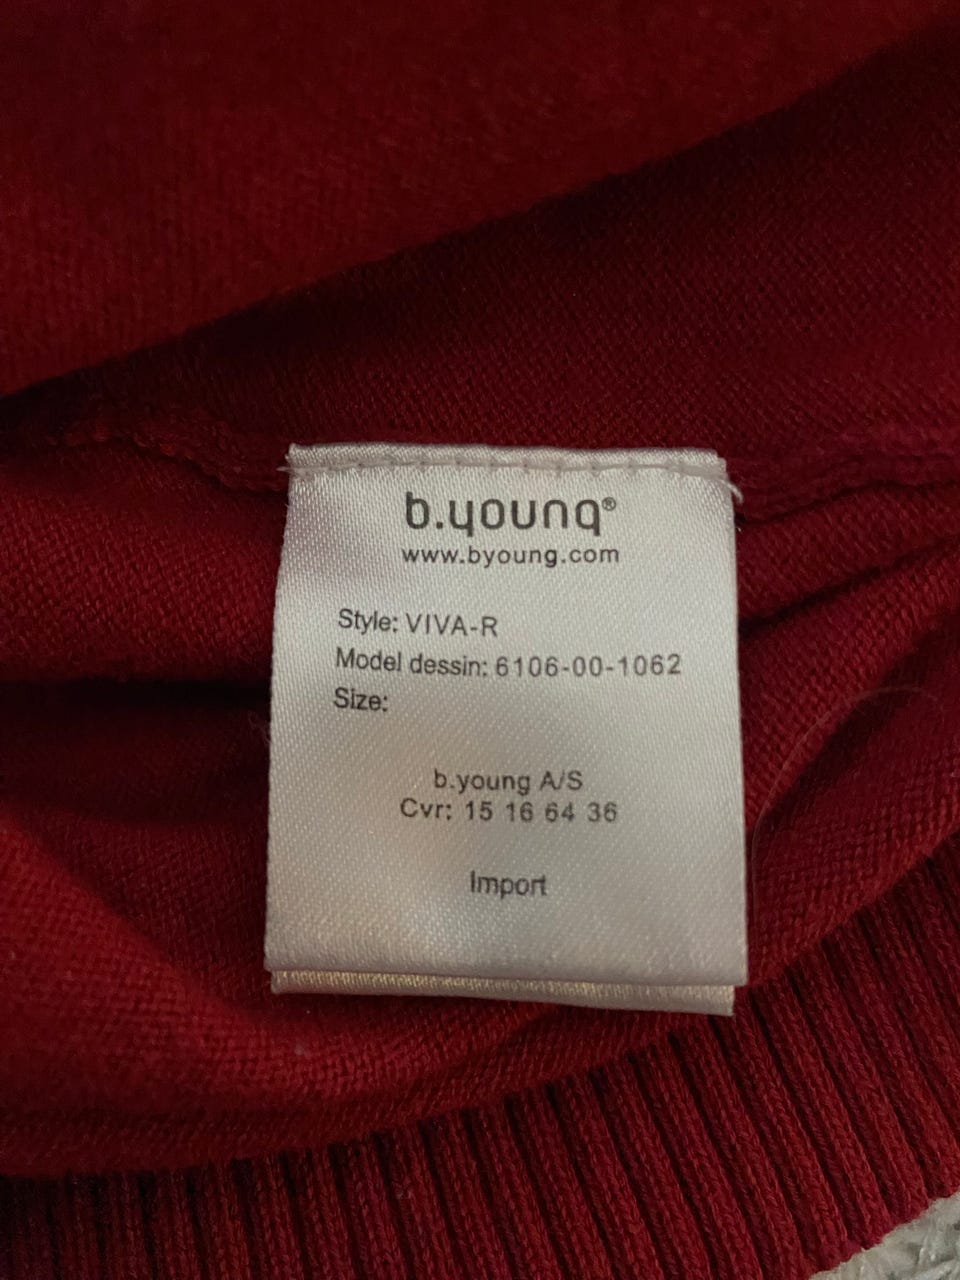 b.young®
www.byoung.com
Style: VIVA-R
Model dessin: 6106-00-1062
Size:
b.young A/S
Cvr: 15 16 64 36
Import